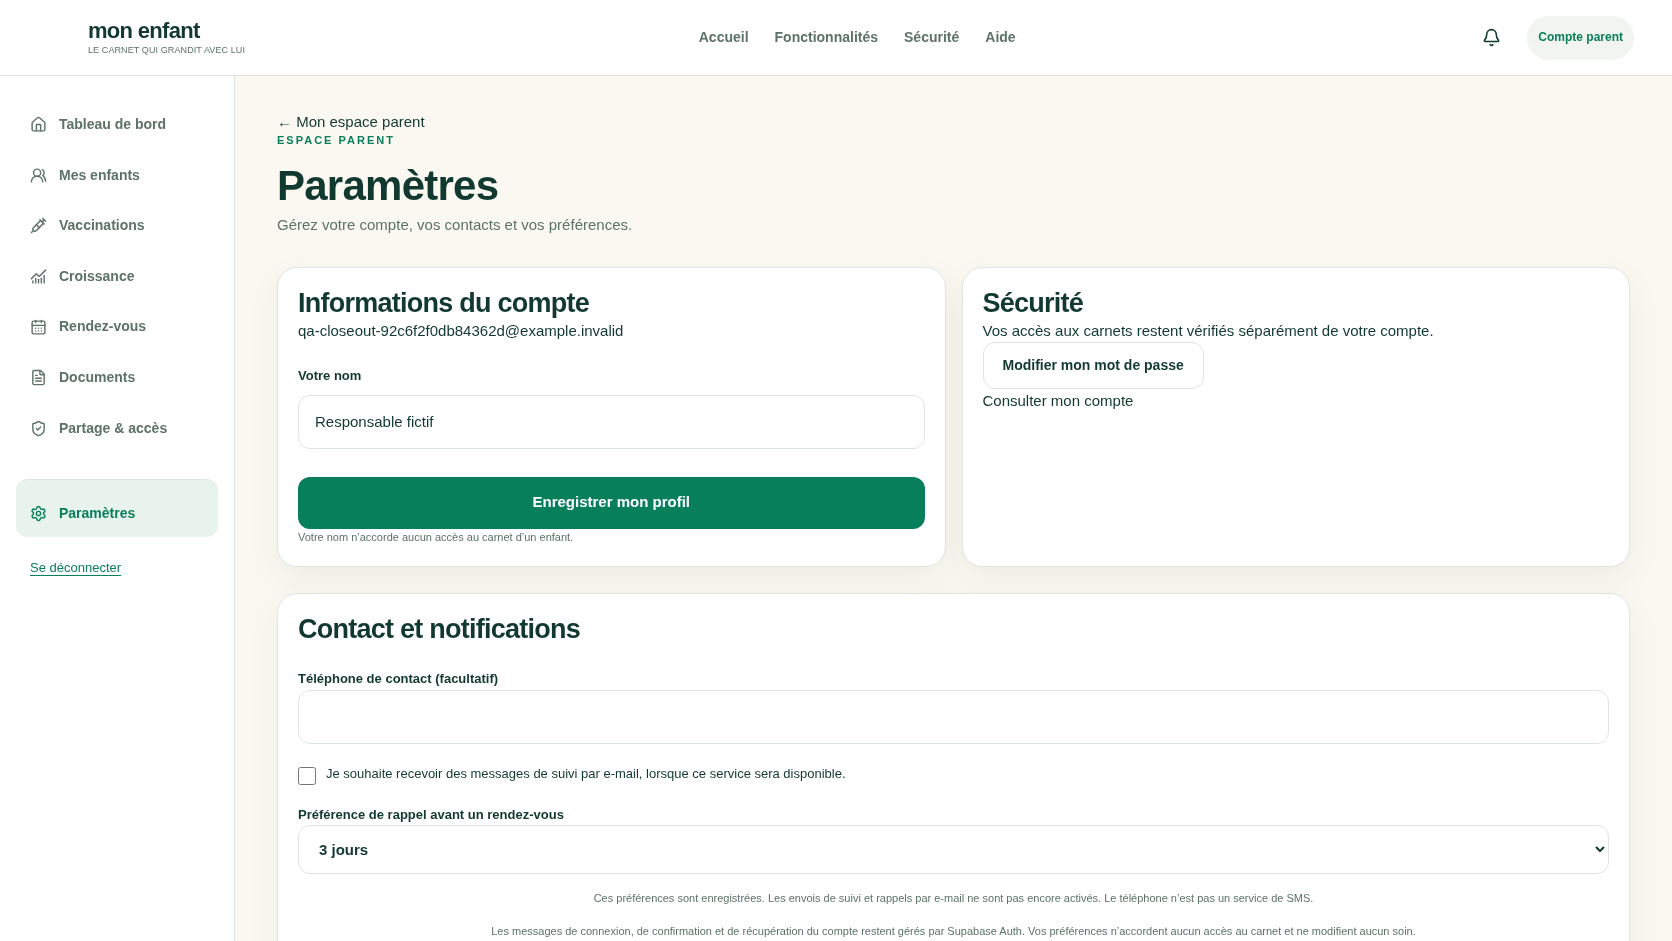 mon enfant
LE CARNET QUI GRANDIT AVEC LUI
Accueil
Fonctionnalités
Sécurité
Aide
Compte parent
Tableau de bord
Mes enfants
Vaccinations
Croissance
Rendez-vous
Documents
Partage & accès
Paramètres
Se déconnecter
← Mon espace parent
ESPACE PARENT
Paramètres
Gérez votre compte, vos contacts et vos préférences.
Informations du compte
qa-closeout-92c6f2f0db84362d@example.invalid
Votre nom
Responsable fictif
Enregistrer mon profil
Votre nom n’accorde aucun accès au carnet d’un enfant.
Sécurité
Vos accès aux carnets restent vérifiés séparément de votre compte.
Modifier mon mot de passe
Consulter mon compte
Contact et notifications
Téléphone de contact (facultatif)
Je souhaite recevoir des messages de suivi par e-mail, lorsque ce service sera disponible.
Préférence de rappel avant un rendez-vous
3 jours
Ces préférences sont enregistrées. Les envois de suivi et rappels par e-mail ne sont pas encore activés. Le téléphone n’est pas un service de SMS.
Les messages de connexion, de confirmation et de récupération du compte restent gérés par Supabase Auth. Vos préférences n’accordent aucun accès au carnet et ne modifient aucun soin.